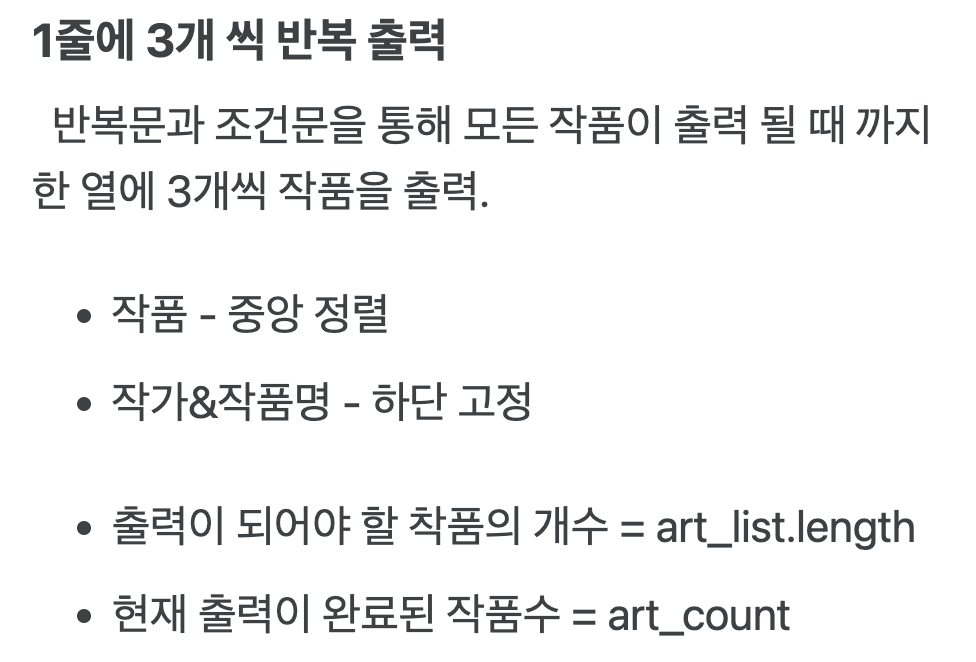 1줄에 3개 씩 반복 출력
반복문과 조건문을 통해 모든 작품이 출력 될 때 까지
한 열에 3개씩 작품을 출력.
• 작품 - 중앙 정렬
• 작가&작품명 - 하단 고정
• 출력이 되어야 할 착품의 개수 = art_list.length
• 현재 출력이 완료된 작품수 = art_count